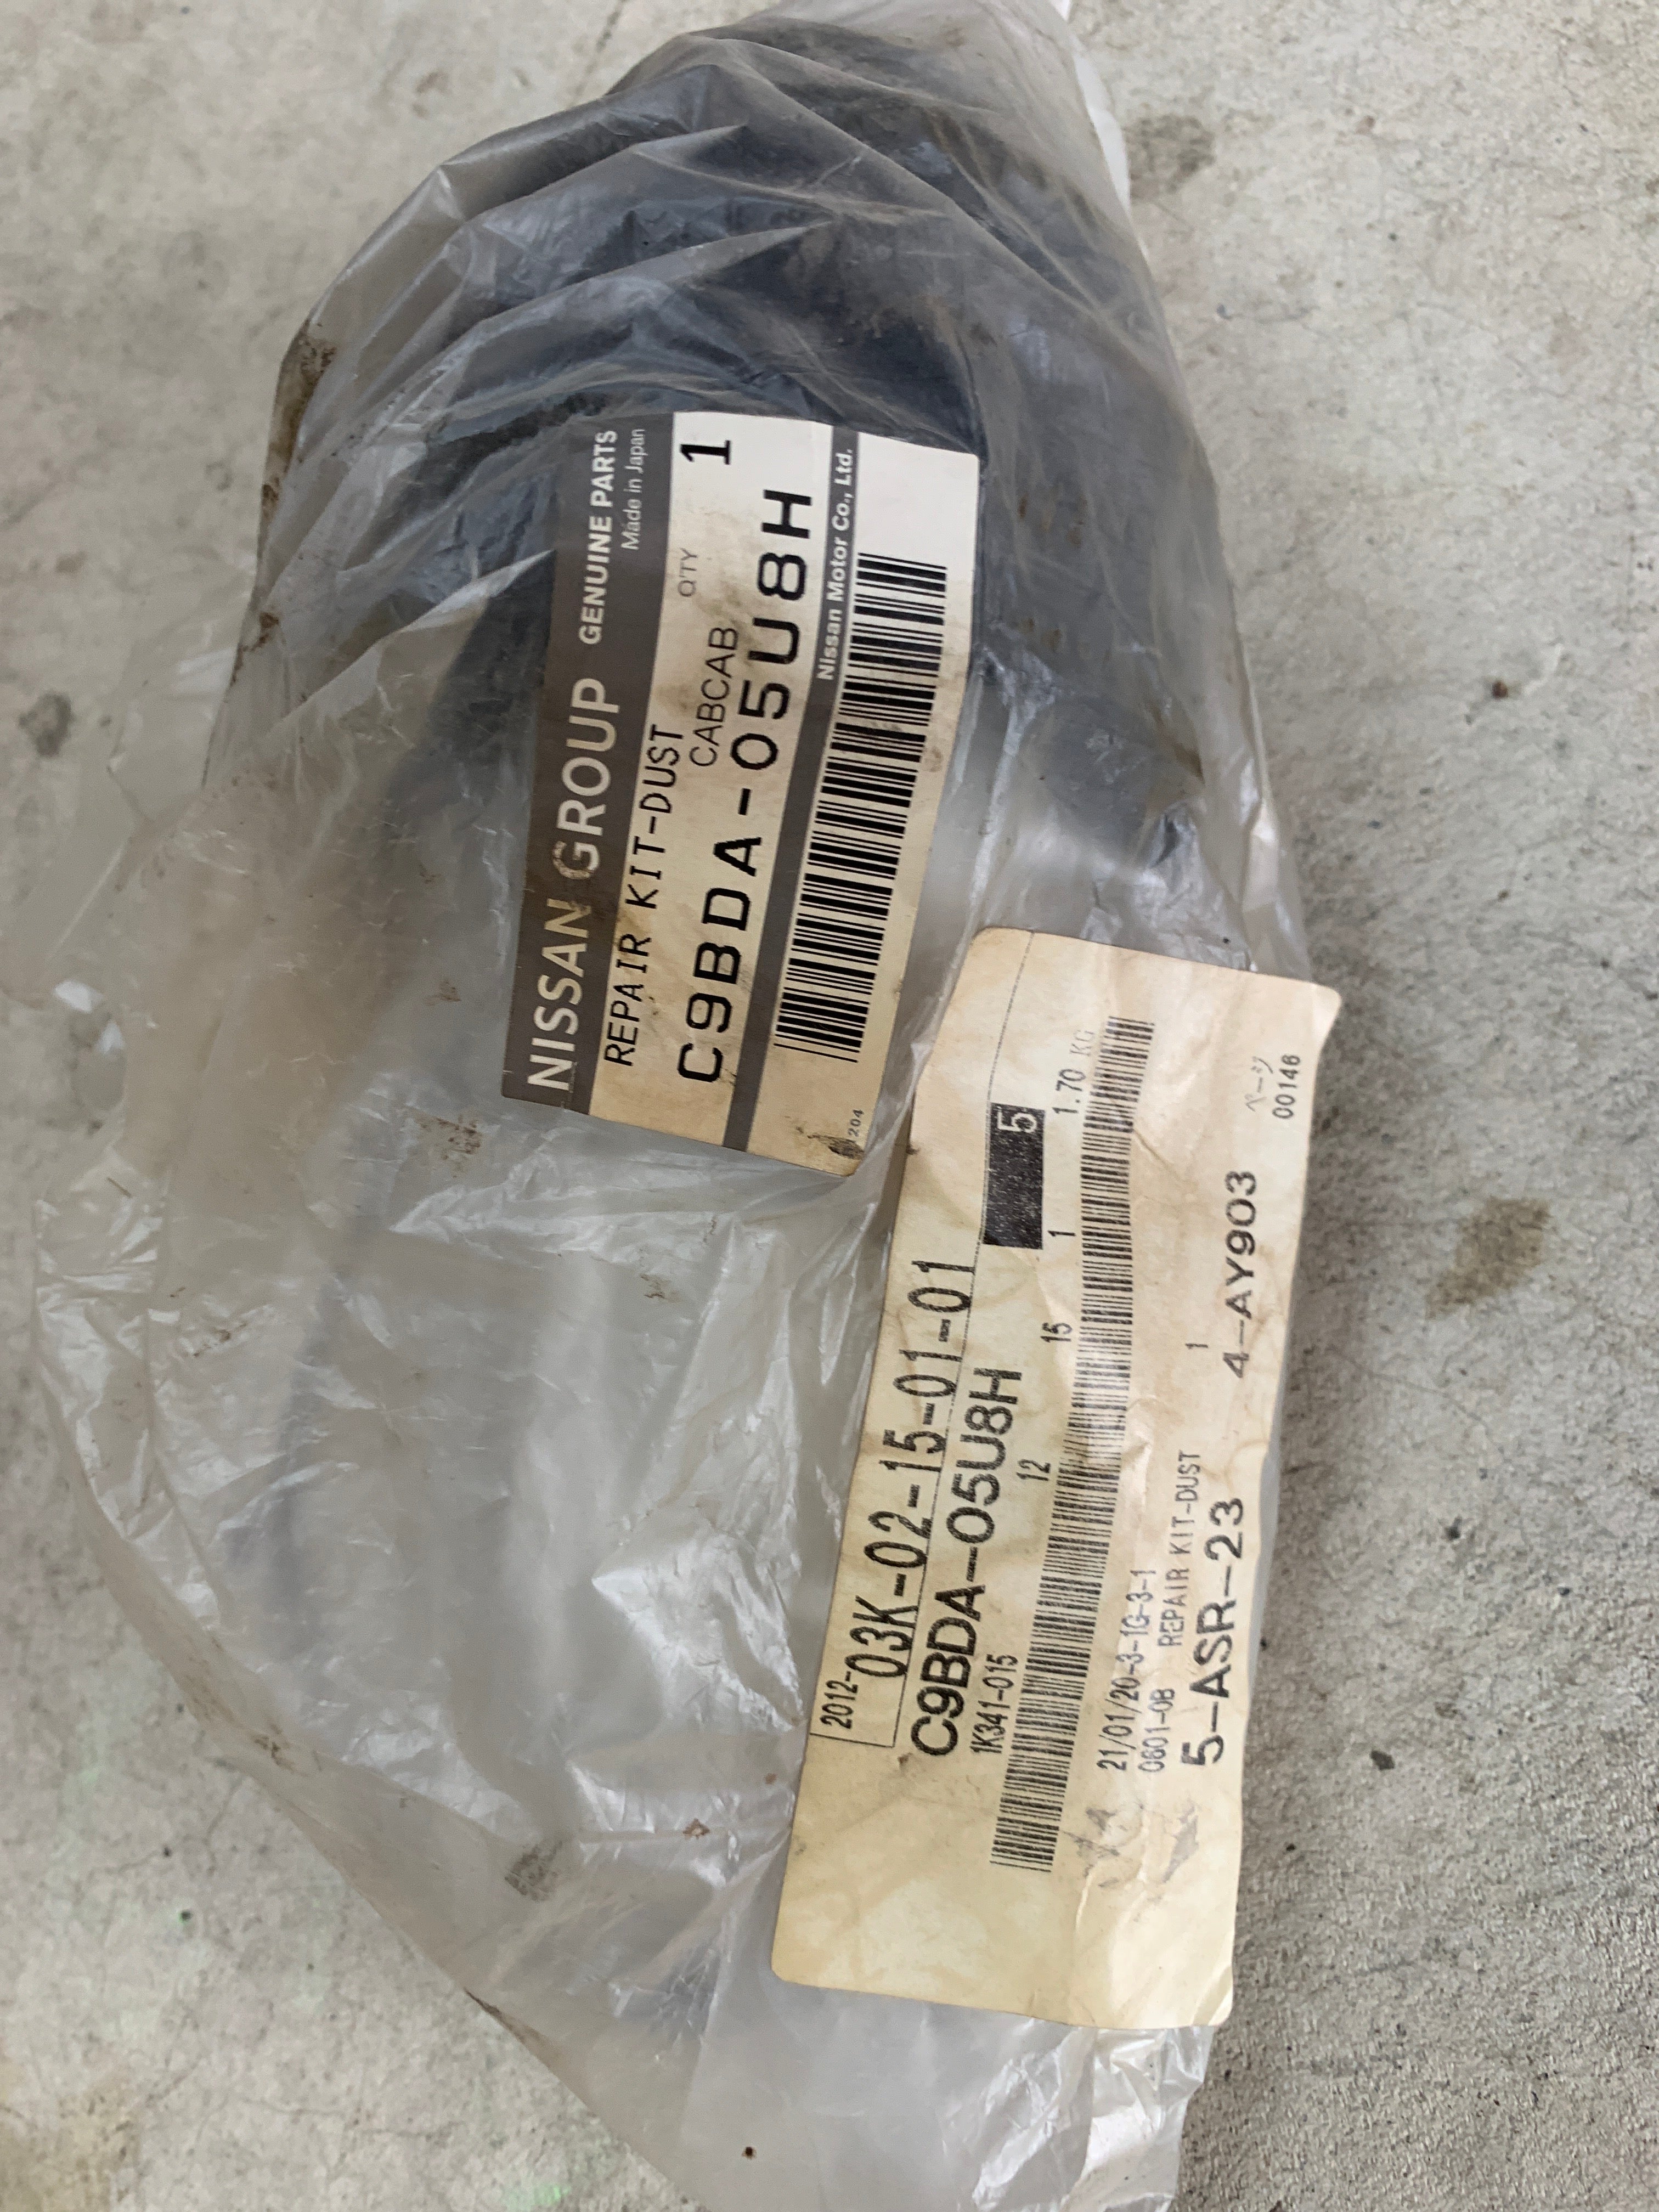 NISSAN GROUP GENUINE PARTS
Made in Japan
REPAIR KIT-DUST
Q'TY 1
CABCAB
C9BDA-05U8H
Nissan Motor Co., Ltd.
204
2012-03K-02-15-01-01
C9BDA-05U8H 5
1K341-015 12 15 1 1.70 KG
21/01/20-3-1G-3-1
0801-0B REPAIR KIT-DUST 1
5-ASR-23 4-AY903
ページ
00146